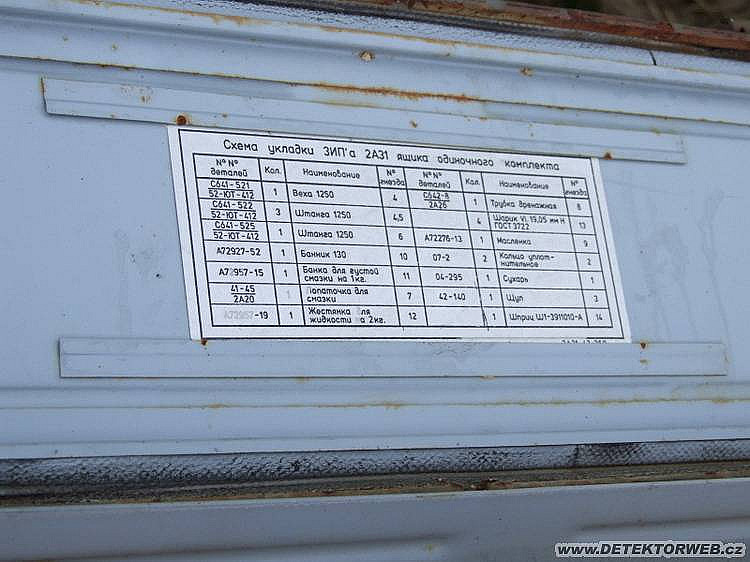 Схема укладки ЗИП'а 2А31 ящика одиночного комплекта
№ № деталей Кол. Наименование № гнезда № № деталей Кол. Наименование № гнезда
С641-521 52-ЮТ-412 1 Веха 1250 4 С642-8 2А26 1 Трубка дренажная 8
С641-522 52-ЮТ-412 3 Штанга 1250 4,5 4 Шарик VI. 19,05 мм Н ГОСТ 3722 13
С641-525 52-ЮТ-412 1 Штанга 1250 6 А72276-13 1 Масленка 9
А72927-52 1 Банник 130 10 07-2 2 Кольцо уплотнительное 2
А72957-15 1 Банка для густой смазки на 1кг. 11 04-295 1 Сухарь 1
41-45 2А20 1 Лопаточка для смазки 7 42-140 1 Щуп 3
А72957-19 1 Жестянка для жидкости на 2кг. 12 1 Шприц Ш1-3911010-А 14
www.DETEKTORWEB.cz